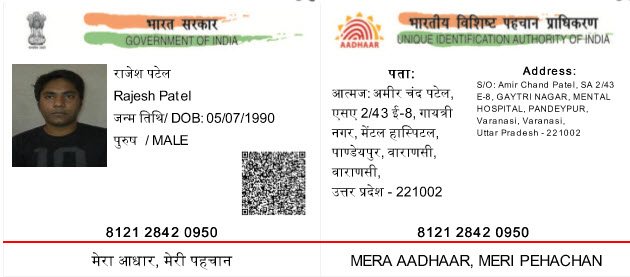 भारत सरकार
GOVERNMENT OF INDIA
राजेश पटेल
Rajesh Patel
जन्म तिथि/ DOB: 05/07/1990
पुरुष / MALE
8121 2842 0950
मेरा आधार, मेरी पहचान
भारतीय विशिष्ट पहचान प्राधिकरण
UNIQUE IDENTIFICATION AUTHORITY OF INDIA
AADHAAR
पता:
आत्मज: अमीर चंद पटेल,
एसए 2/43 ई-8, गायत्री
नगर, मेंटल हास्पिटल,
पाण्डेयपुर, वाराणसी,
वाराणसी,
उत्तर प्रदेश - 221002
Address:
S/O: Amir Chand Patel, SA 2/43
E-8, GAYTRI NAGAR, MENTAL
HOSPITAL, PANDEYPUR,
Varanasi, Varanasi,
Uttar Pradesh - 221002
8121 2842 0950
MERA AADHAAR, MERI PEHACHAN